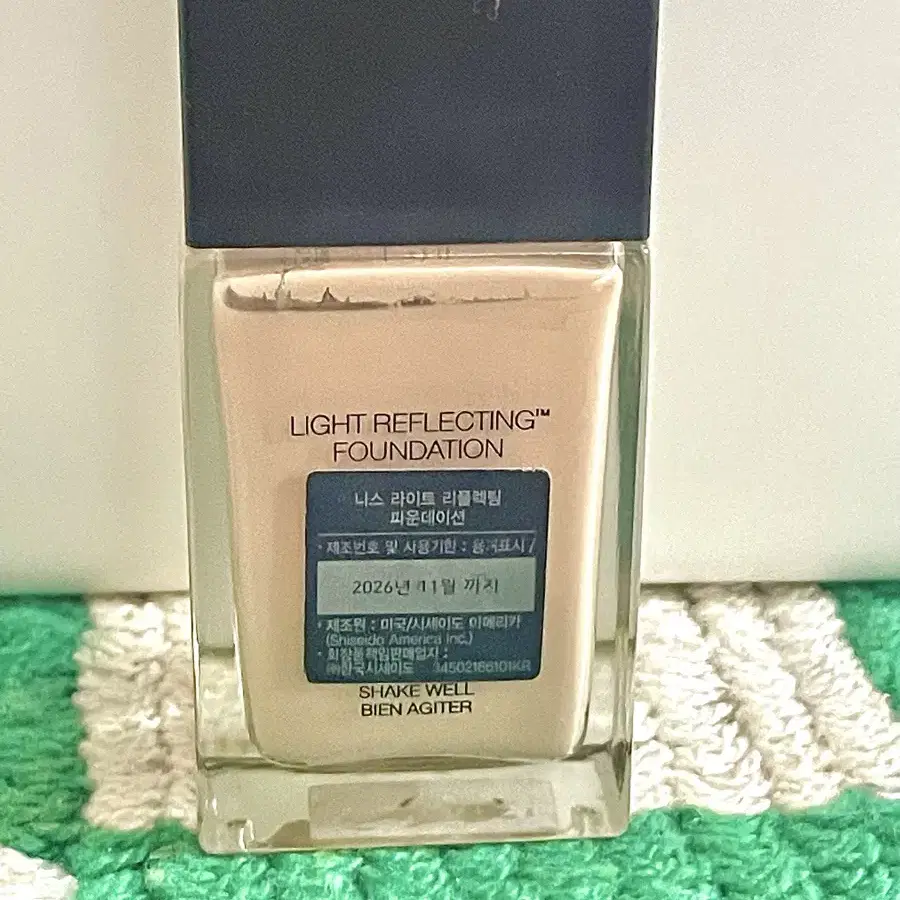 LIGHT REFLECTING™
FOUNDATION
니스 라이트 리플렉팅
파운데이션
• 제조번호 및 사용기한 : 용기표시 /
2026년 11월 까지
• 제조원 : 미국/시세이도 아메리카
(Shiseido America Inc.)
• 화장품책임판매업자 :
㈜한국시세이도 34502186101KR
SHAKE WELL
BIEN AGITER